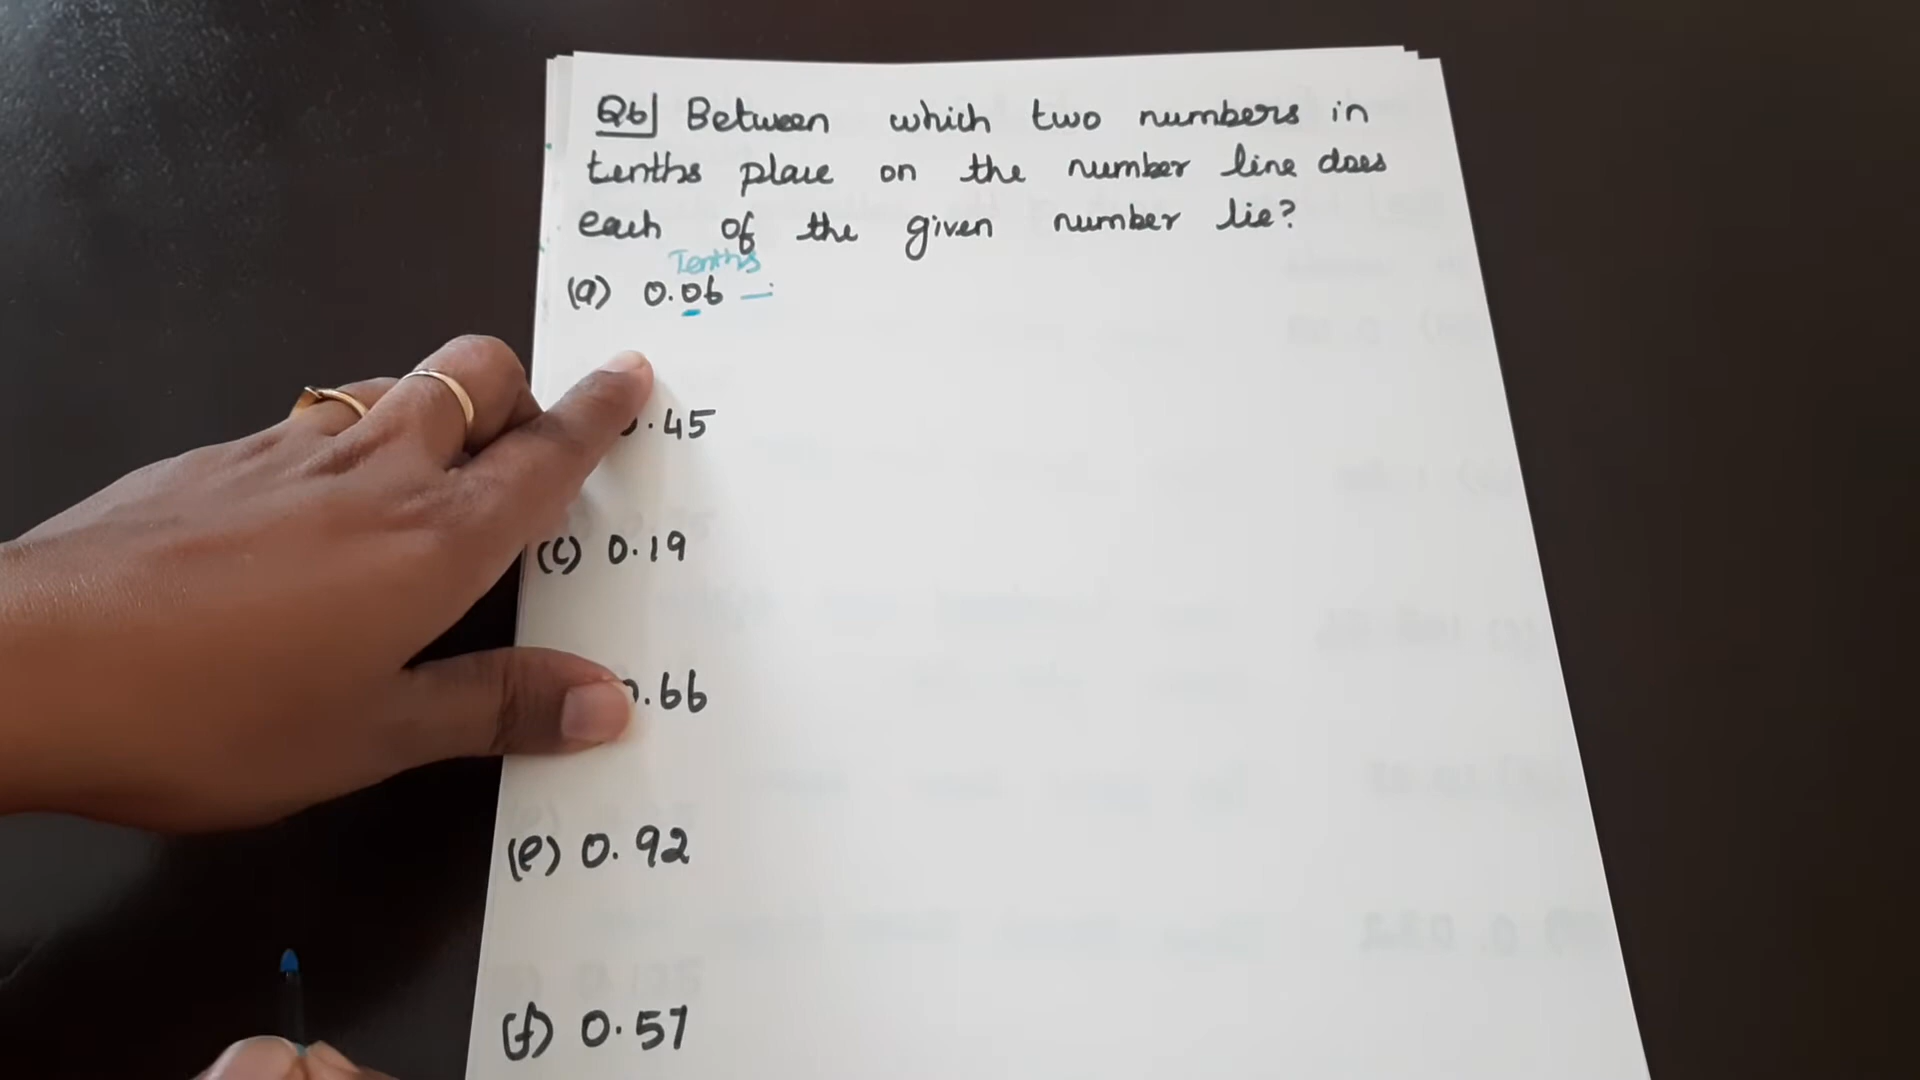 Q6] Between which two numbers in
tenths place on the number line does
each of the given number lie?
Tenths
(a) 0.06 —
.45
(c) 0.19
.66
(e) 0.92
(f) 0.57